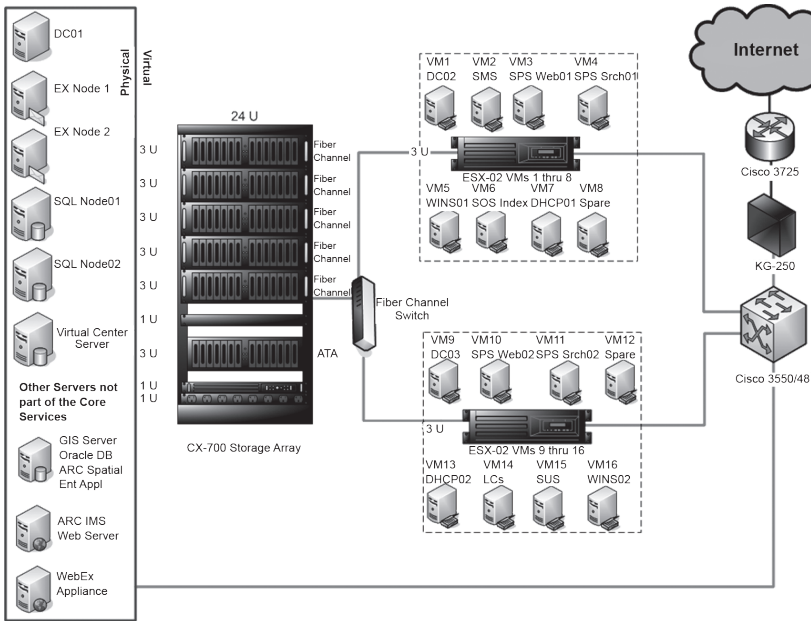 DC01
EX Node 1
EX Node 2
SQL Node01
SQL Node02
Virtual Center
Server
Other Servers not
part of the Core
Services
GIS Server
Oracle DB
ARC Spatial
Ent Appl
ARC IMS
Web Server
WebEx
Appliance
Physical
Virtual
24 U
3 U
Fiber
Channel
3 U
Fiber
Channel
3 U
Fiber
Channel
3 U
Fiber
Channel
3 U
Fiber
Channel
1 U
3 U
ATA
1 U
1 U
CX-700 Storage Array
Fiber Channel
Switch
VM1
DC02
VM2
SMS
VM3
SPS Web01
VM4
SPS Srch01
3 U
ESX-02 VMs 1 thru 8
VM5
WINS01
VM6
SOS Index
VM7
DHCP01
VM8
Spare
VM9
DC03
VM10
SPS Web02
VM11
SPS Srch02
VM12
Spare
3 U
ESX-02 VMs 9 thru 16
VM13
DHCP02
VM14
LCs
VM15
SUS
VM16
WINS02
Internet
Cisco 3725
KG-250
Cisco 3550/48